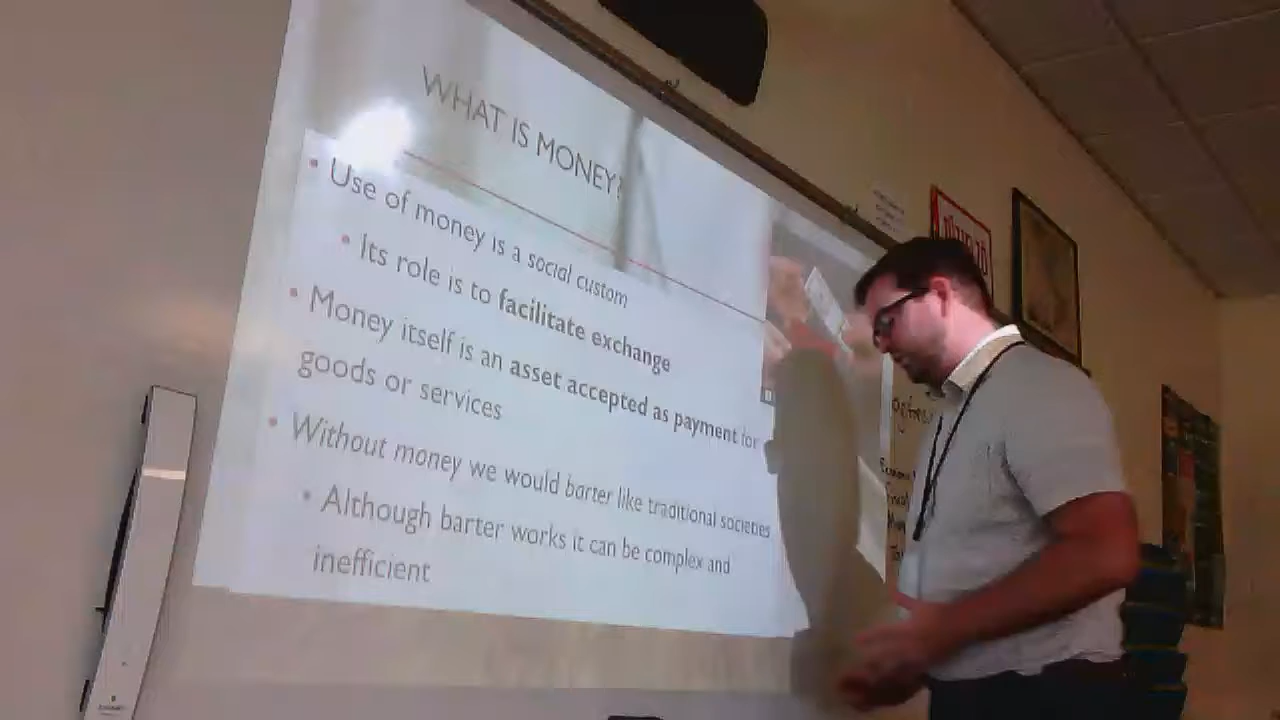 WHAT IS MONEY?
• Use of money is a social custom
• Its role is to facilitate exchange
• Money itself is an asset accepted as payment for
goods or services
• Without money we would barter like traditional societies
• Although barter works it can be complex and
inefficient